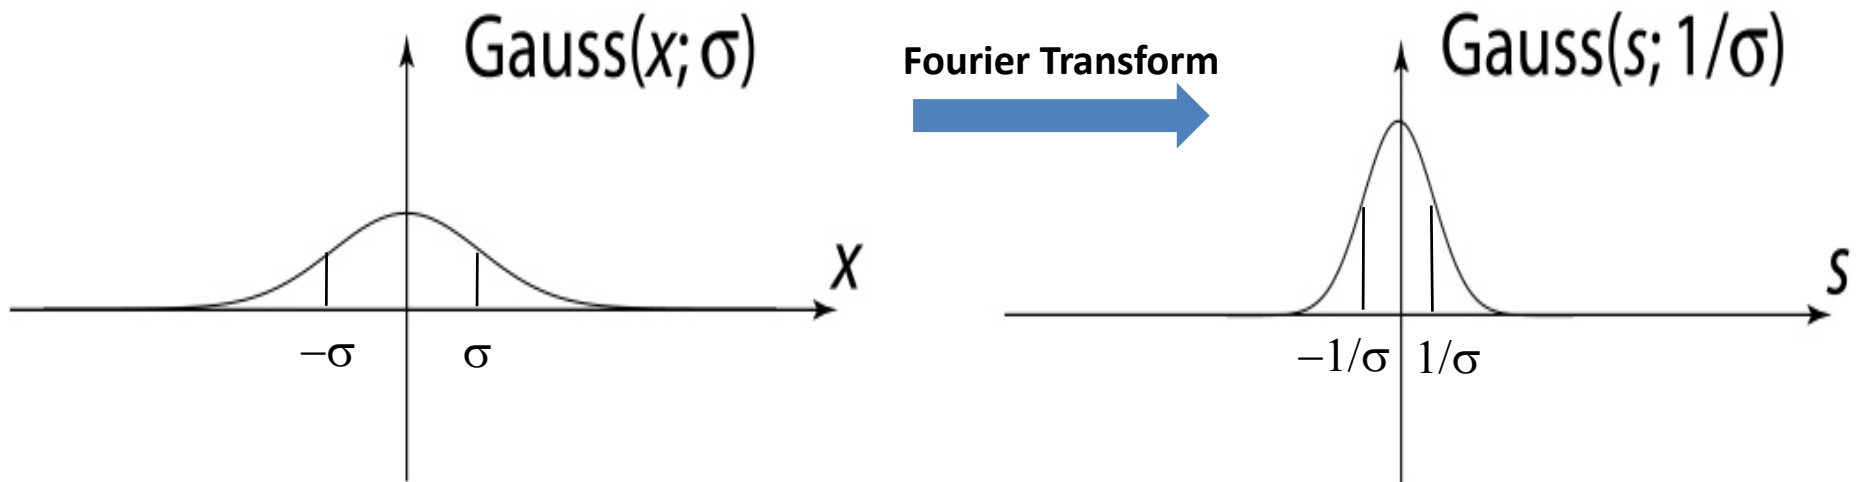 Gauss(x; σ)
Fourier Transform
Gauss(s; 1/σ)
x
s
−σ
σ
−1/σ
1/σ